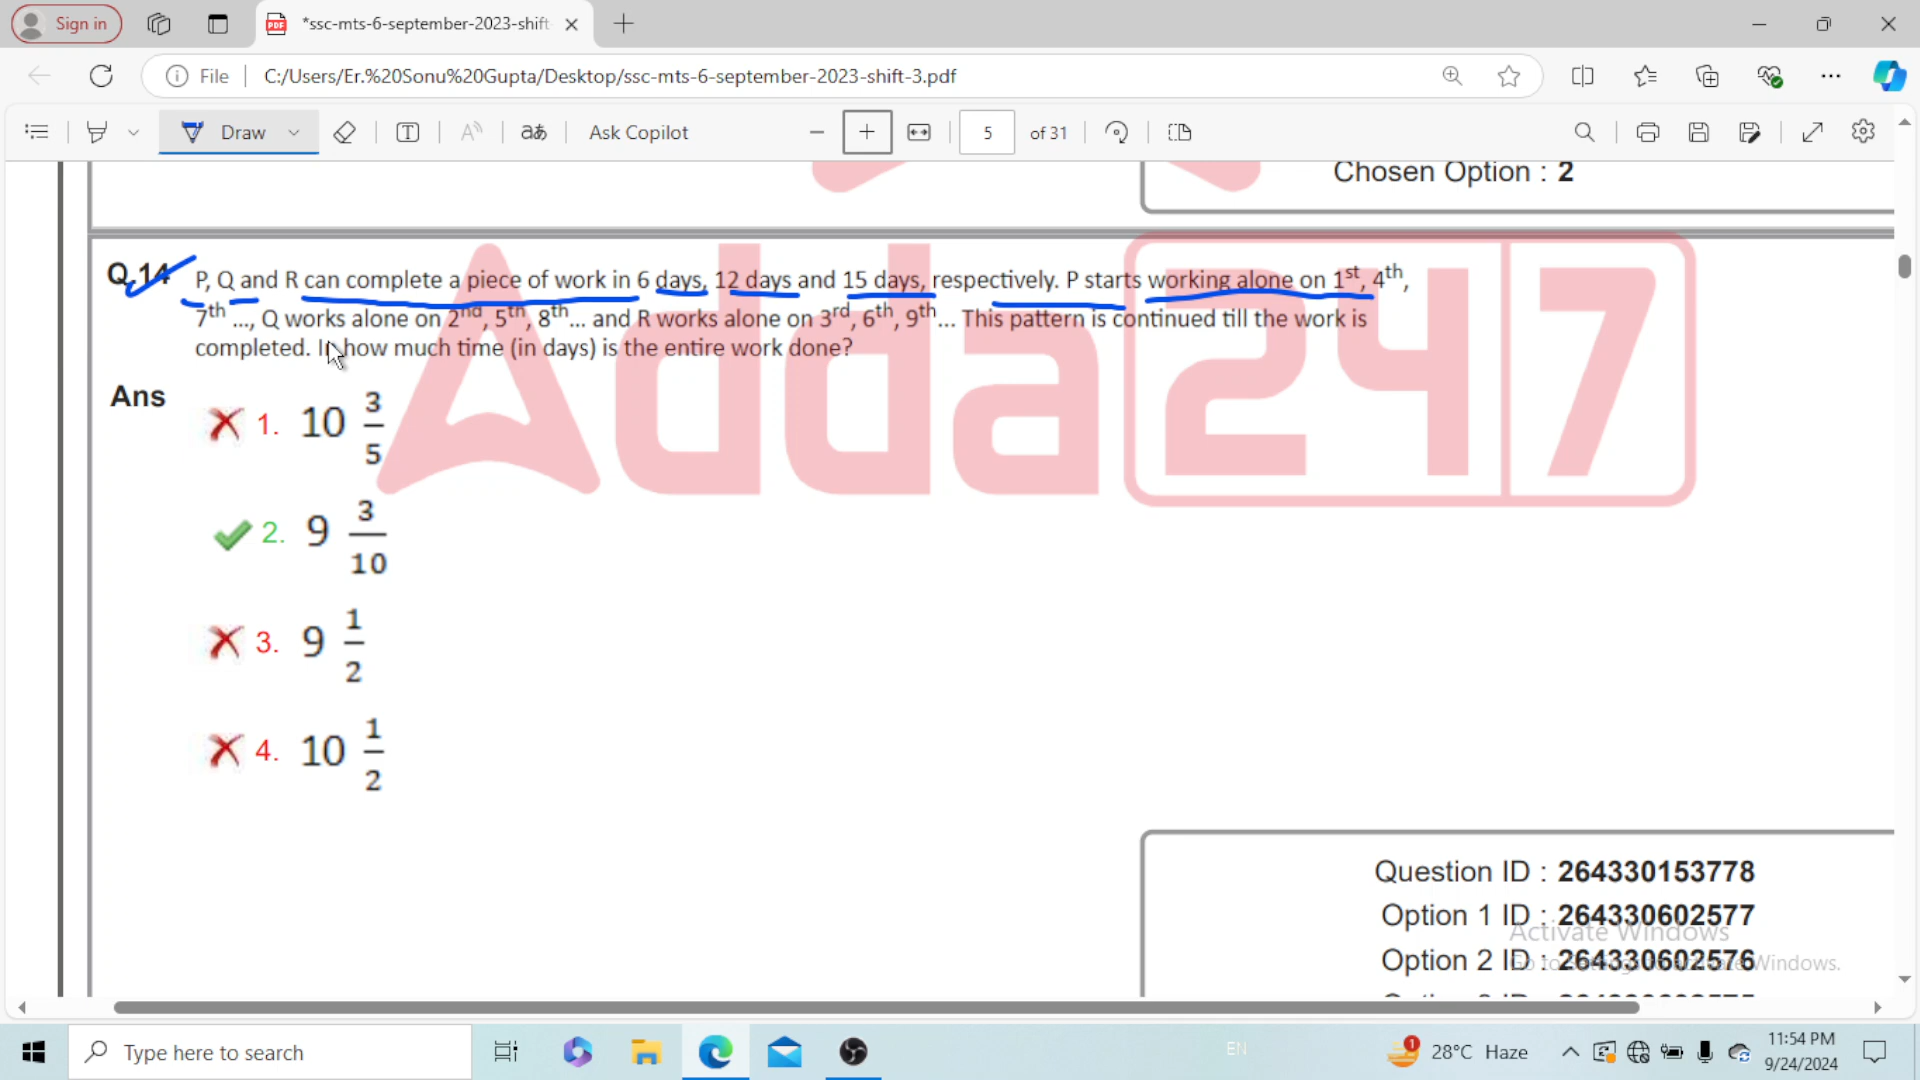 Sign in
*ssc-mts-6-september-2023-shift-
File
C:/Users/Er.%20Sonu%20Gupta/Desktop/ssc-mts-6-september-2023-shift-3.pdf
Draw
Ask Copilot
5 of 31
Chosen Option : 2
Q.14 P, Q and R can complete a piece of work in 6 days, 12 days and 15 days, respectively. P starts working alone on 1st, 4th,
7th ..., Q works alone on 2nd, 5th, 8th... and R works alone on 3rd, 6th, 9th... This pattern is continued till the work is
completed. In how much time (in days) is the entire work done?
Ans
1. 10 3/5
2. 9 3/10
3. 9 1/2
4. 10 1/2
Adda247
Question ID : 264330153778
Option 1 ID : 264330602577
Activate Windows
Option 2 ID : 264330602576
Windows.
Type here to search
EN
1
28°C Haze
11:54 PM
9/24/2024